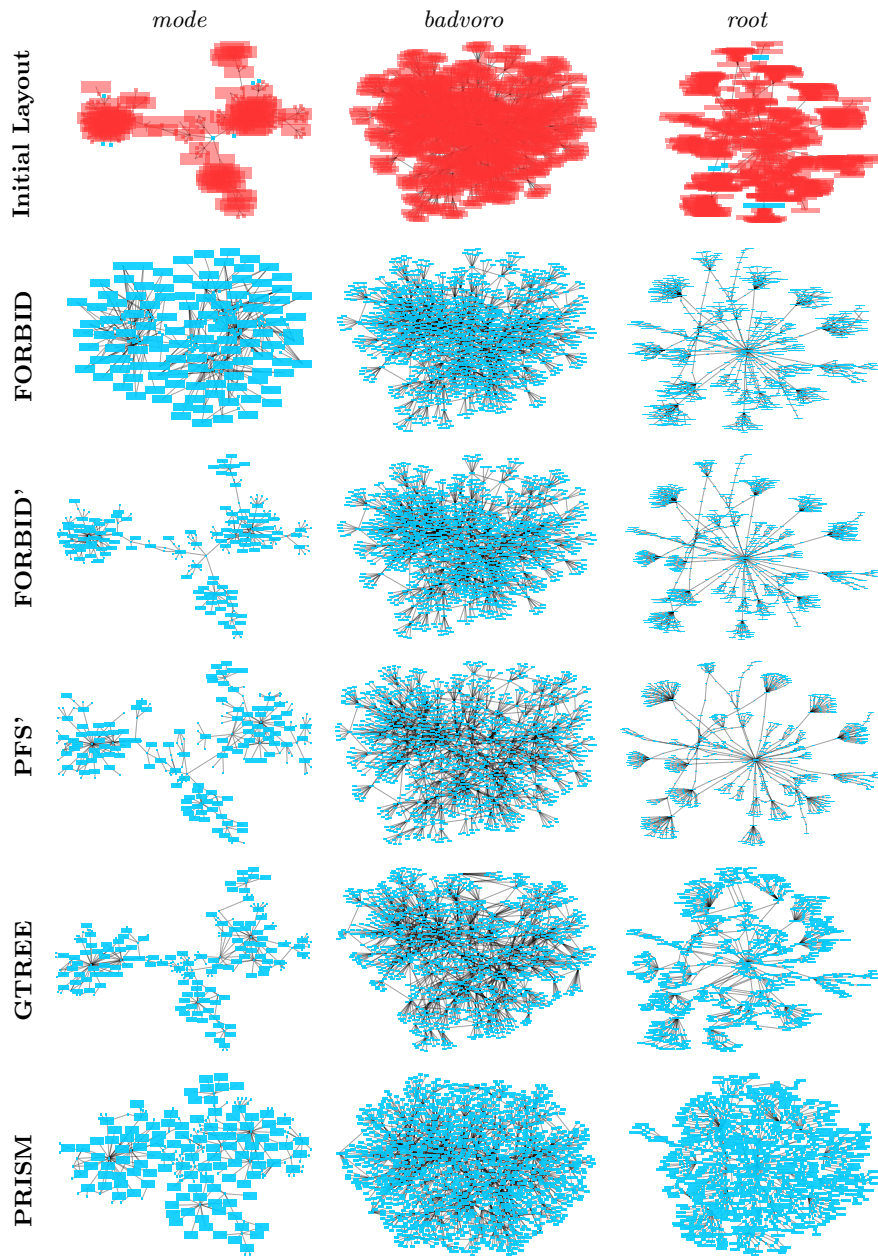 mode badvoro root
Initial Layout
FORBID
FORBID'
PFS'
GTREE
PRISM